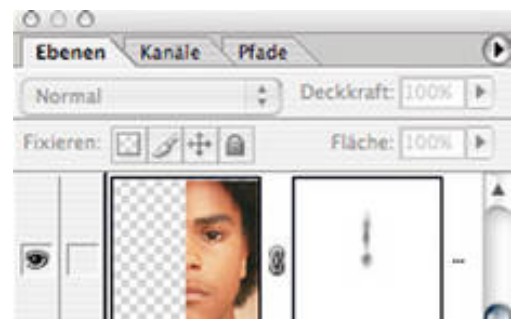 Ebenen Kanäle Pfade
Normal Deckkraft: 100%
Fixieren: Fläche: 100%
...